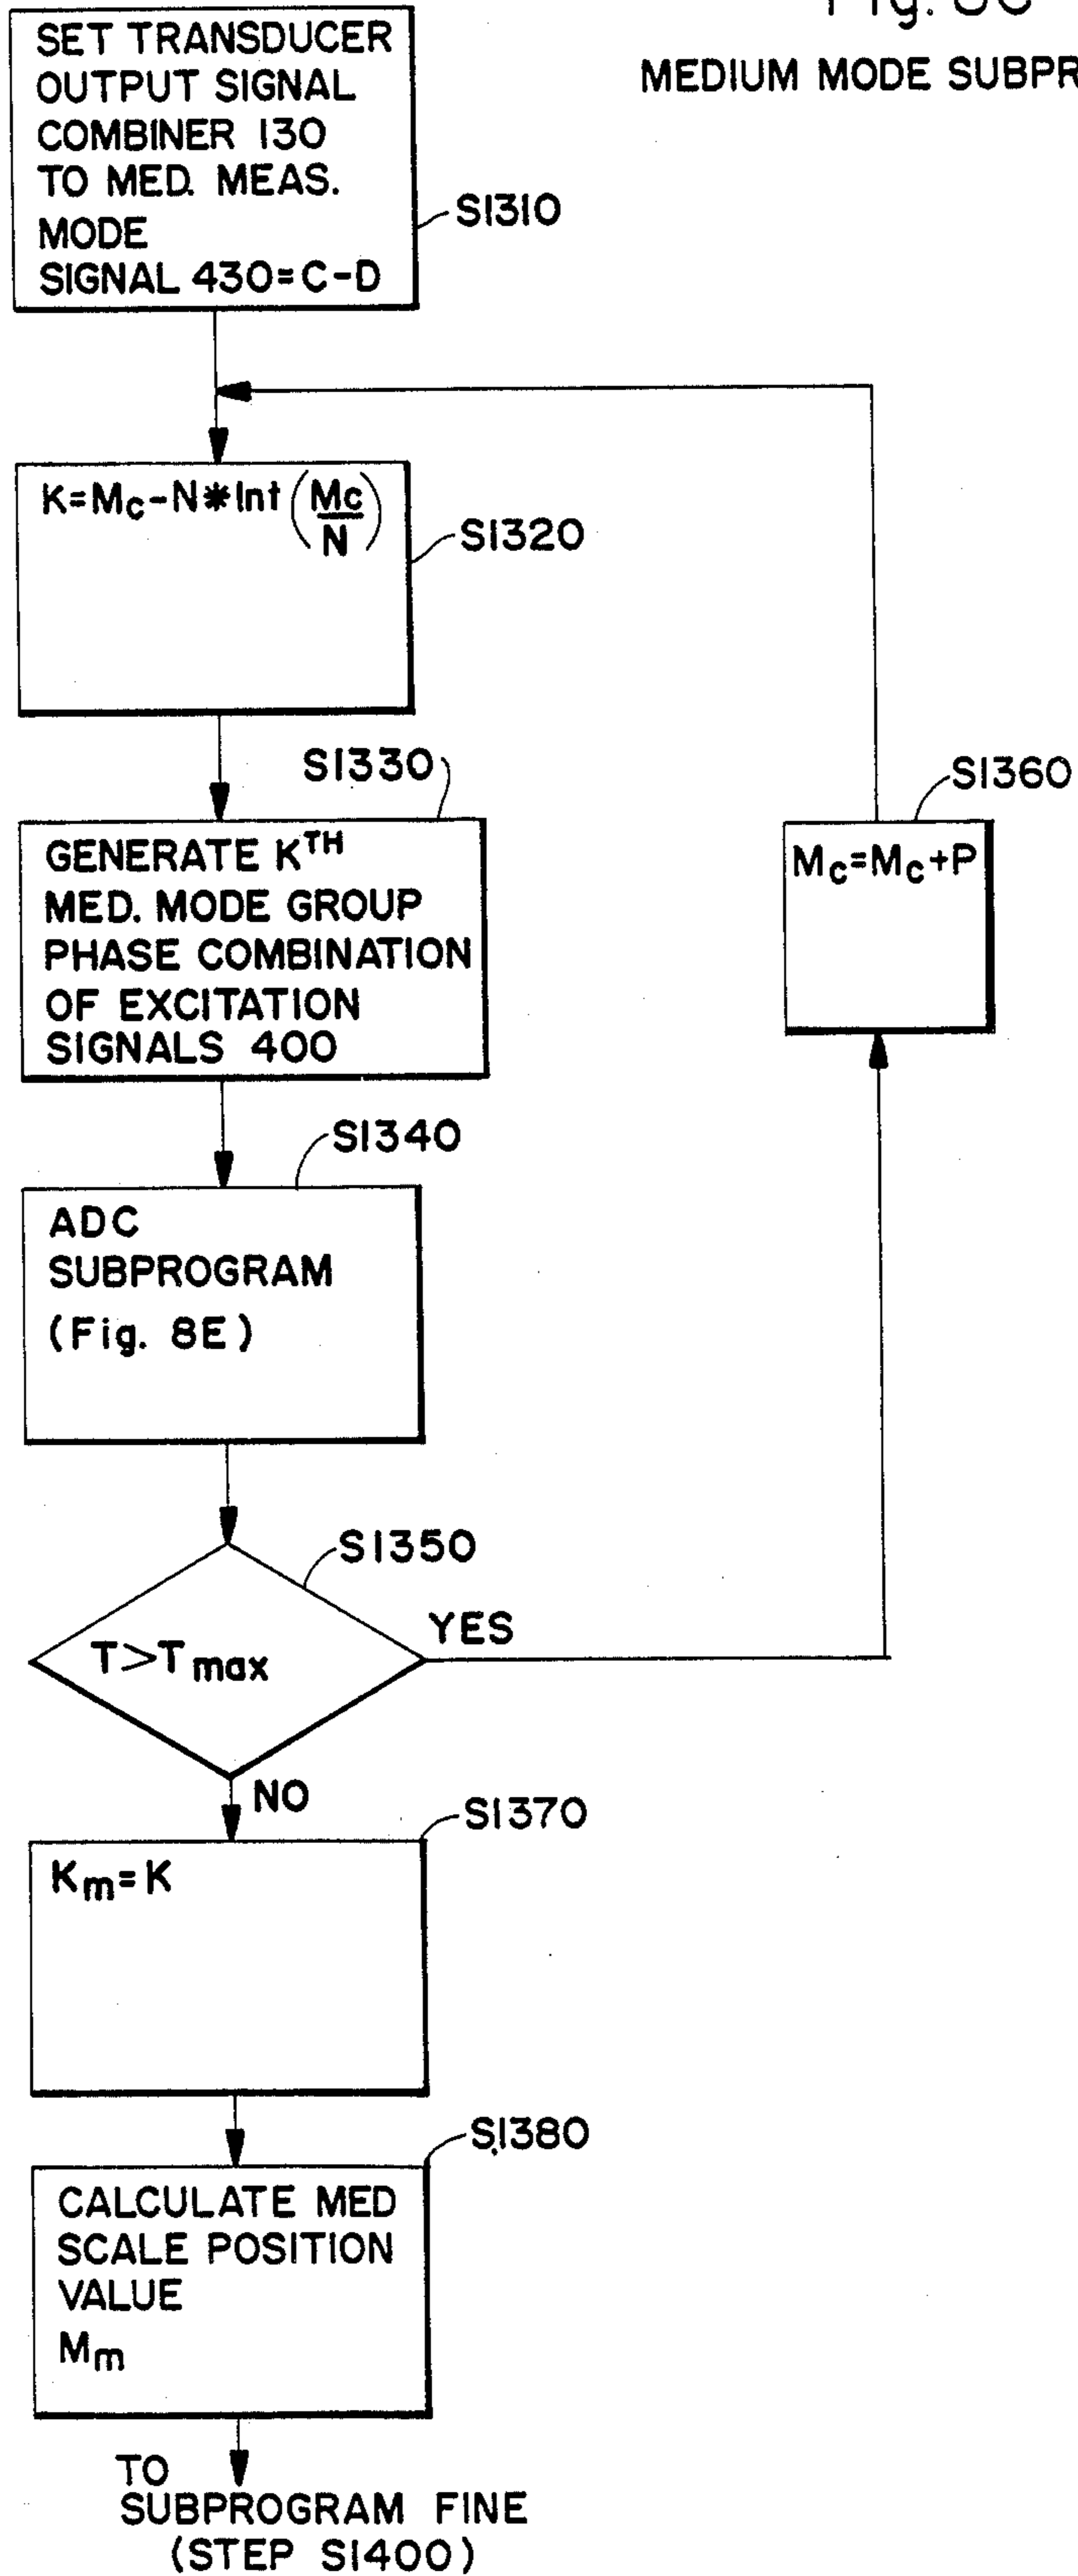 MEDIUM MODE SUBPR
SET TRANSDUCER
OUTPUT SIGNAL
COMBINER 130
TO MED. MEAS.
MODE
SIGNAL 430=C-D
S1310
K=Mc-N*Int(Mc/N)
S1320
S1330
GENERATE KTH
MED. MODE GROUP
PHASE COMBINATION
OF EXCITATION
SIGNALS 400
S1360
Mc=Mc+P
S1340
ADC
SUBPROGRAM
(Fig. 8E)
S1350
T>Tmax
YES
NO
S1370
Km=K
S1380
CALCULATE MED
SCALE POSITION
VALUE
Mm
TO
SUBPROGRAM FINE
(STEP S1400)